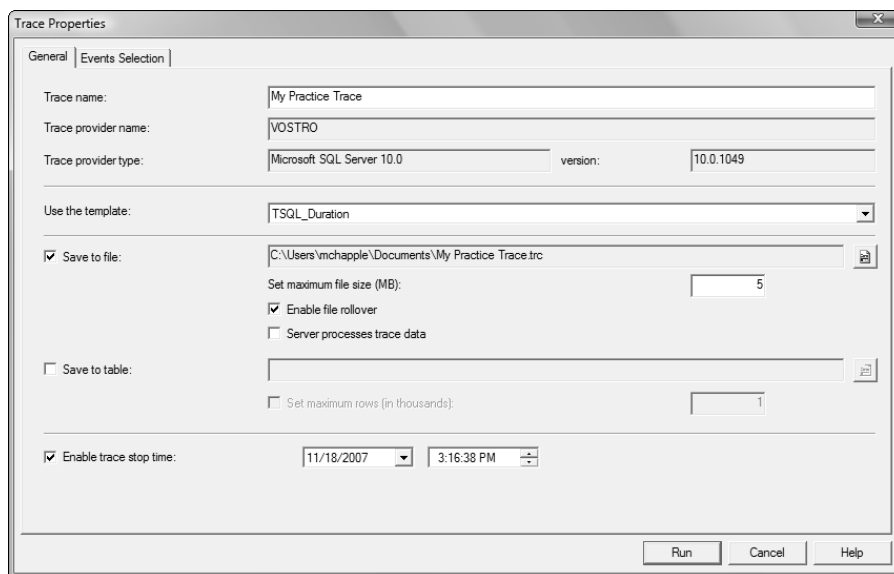 Trace Properties
General Events Selection
Trace name: My Practice Trace
Trace provider name: VOSTRO
Trace provider type: Microsoft SQL Server 10.0 version: 10.0.1049
Use the template: TSQL_Duration
Save to file: C:\Users\mchapple\Documents\My Practice Trace.trc
Set maximum file size (MB): 5
Enable file rollover
Server processes trace data
Save to table:
Set maximum rows (in thousands): 1
Enable trace stop time: 11/18/2007 3:16:38 PM
Run Cancel Help